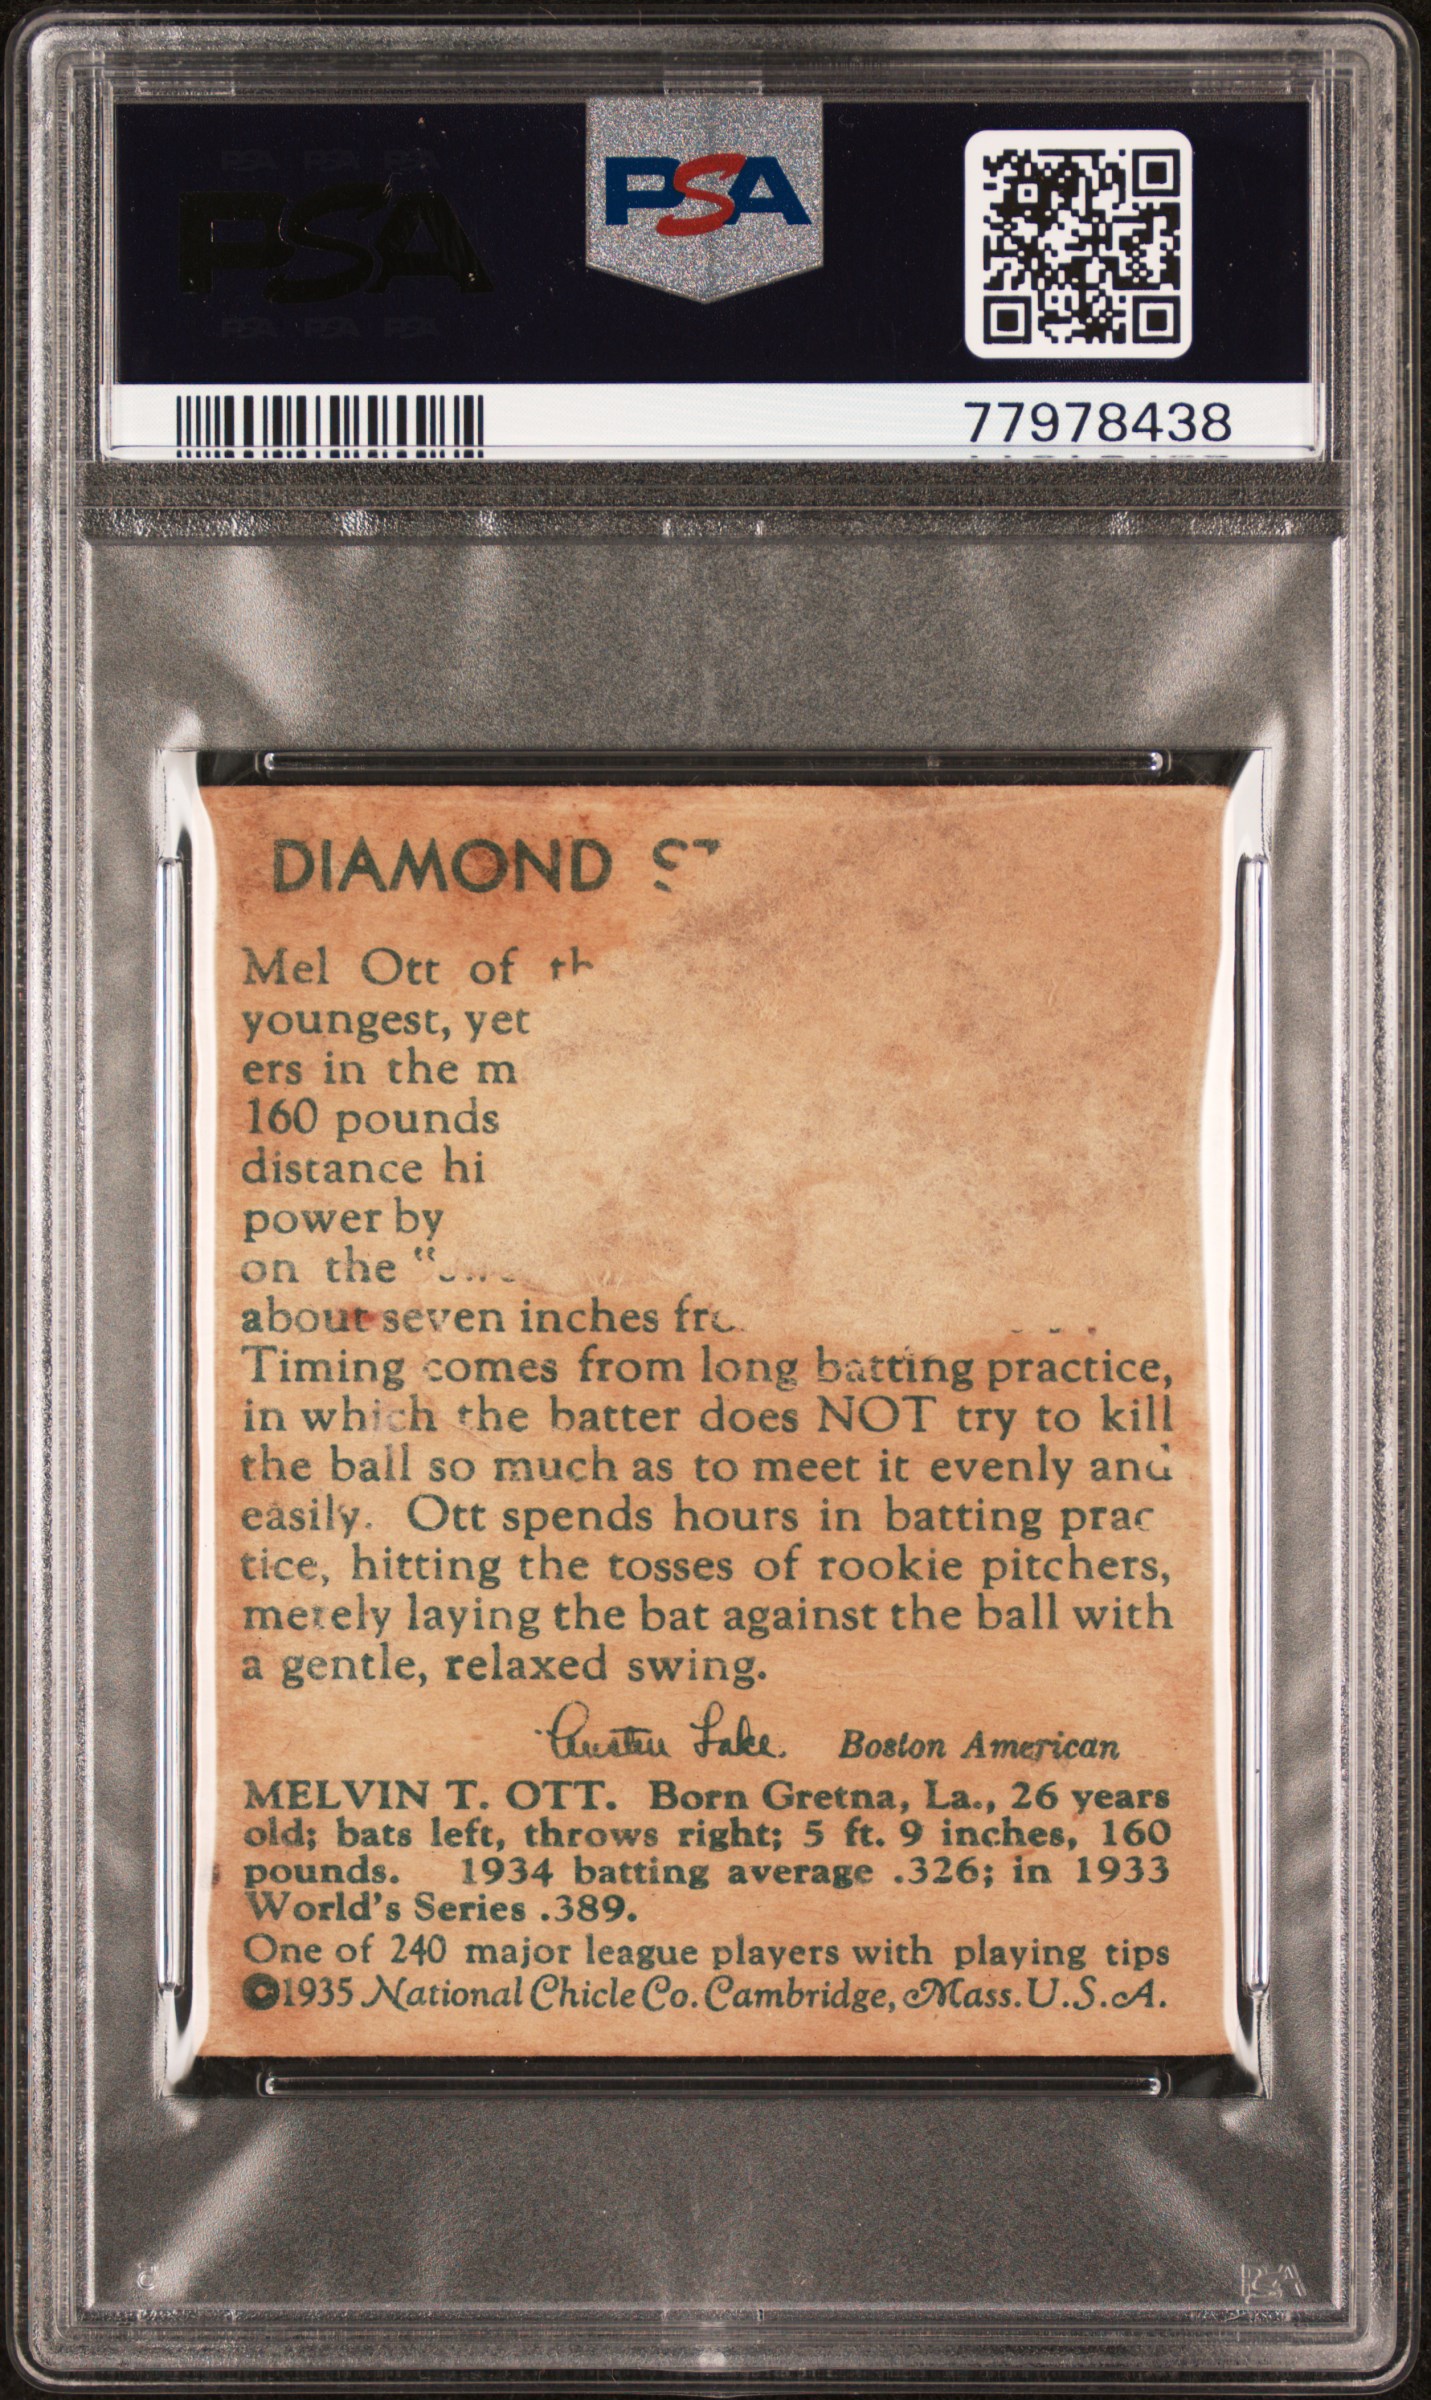 PSA
77978438
DIAMOND
Mel Ott of
youngest, yet
ers in the m
160 pounds
distance hi
power by
on the "
about seven inches
Timing comes from long batting practice,
in which the batter does NOT try to kill
the ball so much as to meet it evenly and
easily. Ott spends hours in batting prac
tice, hitting the tosses of rookie pitchers,
merely laying the bat against the ball with
a gentle, relaxed swing.
Austen Lake. Boston American
MELVIN T. OTT. Born Gretna, La., 26 years
old; bats left, throws right; 5 ft. 9 inches, 160
pounds. 1934 batting average .326; in 1933
World's Series .389.
One of 240 major league players with playing tips
©1935 National Chicle Co. Cambridge, Mass. U.S.A.